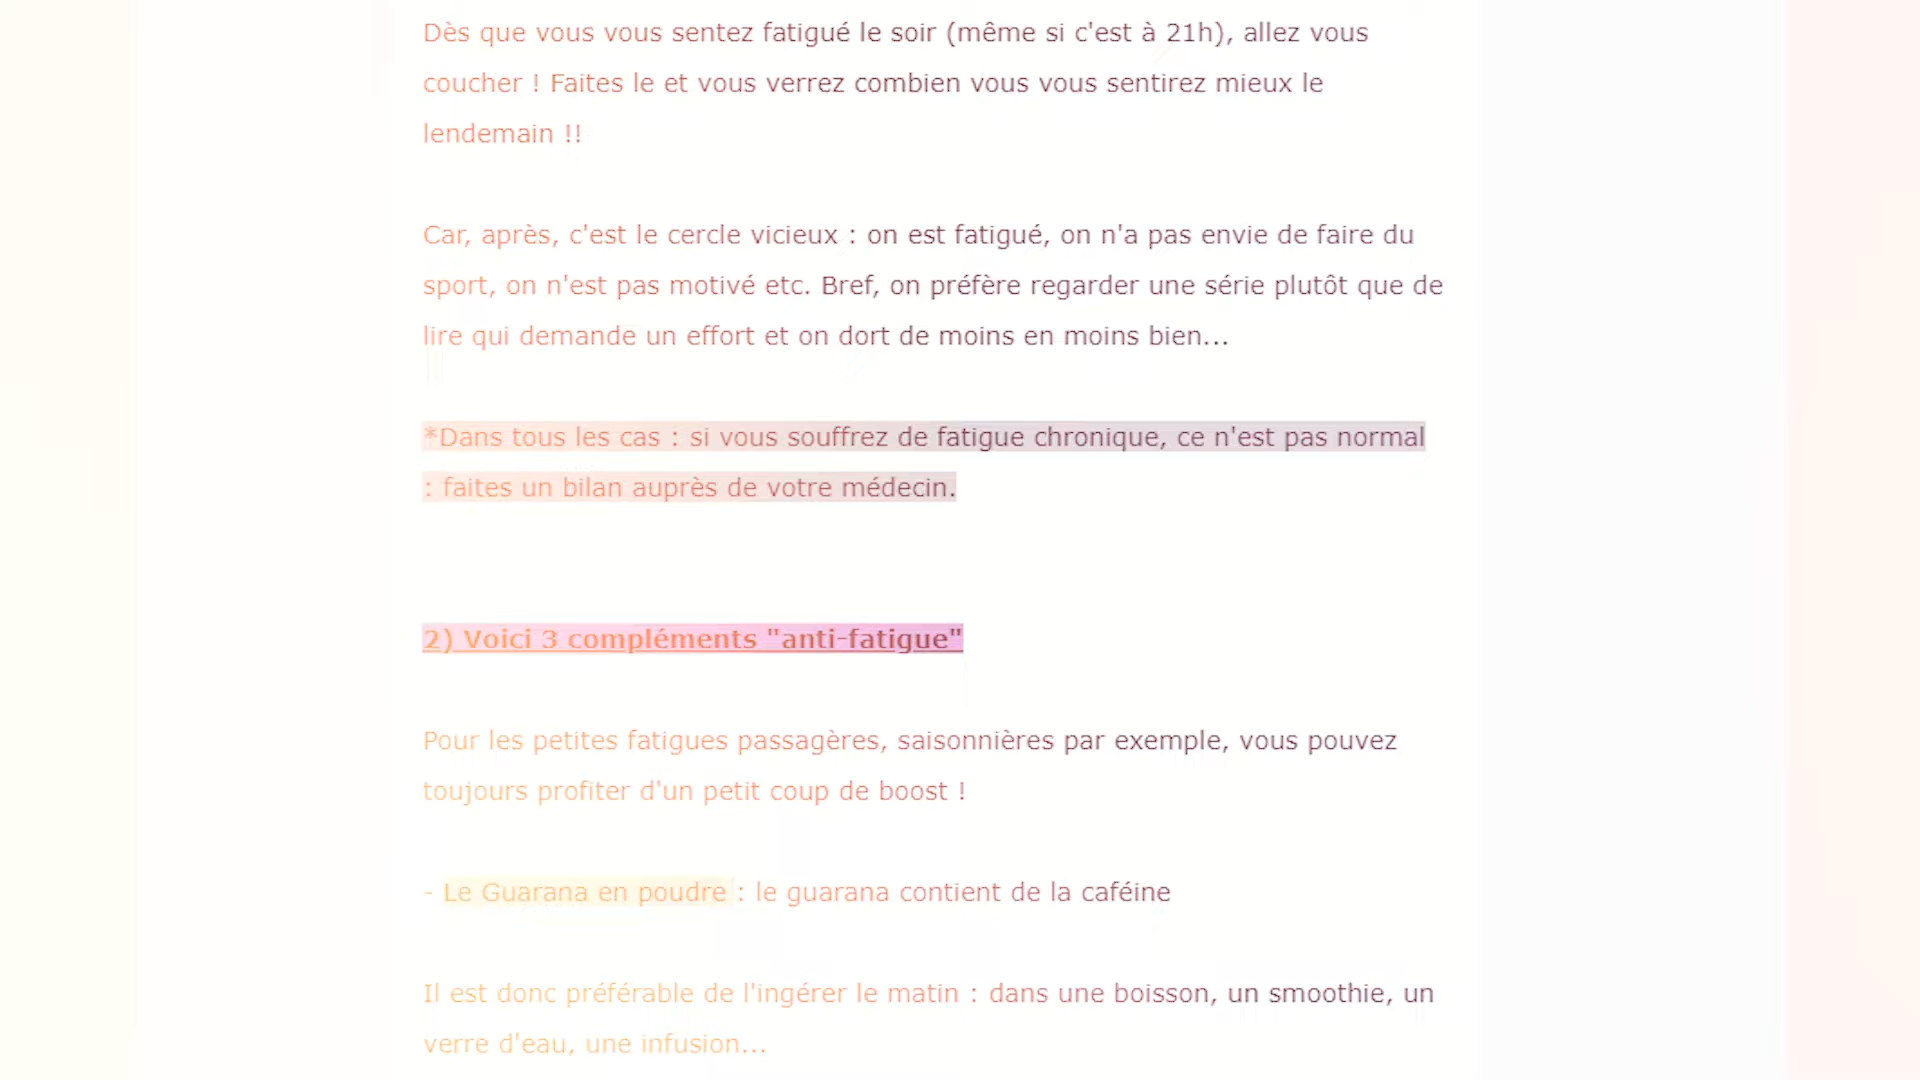 Dès que vous vous sentez fatigué le soir (même si c'est à 21h), allez vous
coucher ! Faites le et vous verrez combien vous vous sentirez mieux le
lendemain !!
Car, après, c'est le cercle vicieux : on est fatigué, on n'a pas envie de faire du
sport, on n'est pas motivé etc. Bref, on préfère regarder une série plutôt que de
lire qui demande un effort et on dort de moins en moins bien...
*Dans tous les cas : si vous souffrez de fatigue chronique, ce n'est pas normal
: faites un bilan auprès de votre médecin.
2) Voici 3 compléments "anti-fatigue"
Pour les petites fatigues passagères, saisonnières par exemple, vous pouvez
toujours profiter d'un petit coup de boost !
- Le Guarana en poudre : le guarana contient de la caféine
Il est donc préférable de l'ingérer le matin : dans une boisson, un smoothie, un
verre d'eau, une infusion...